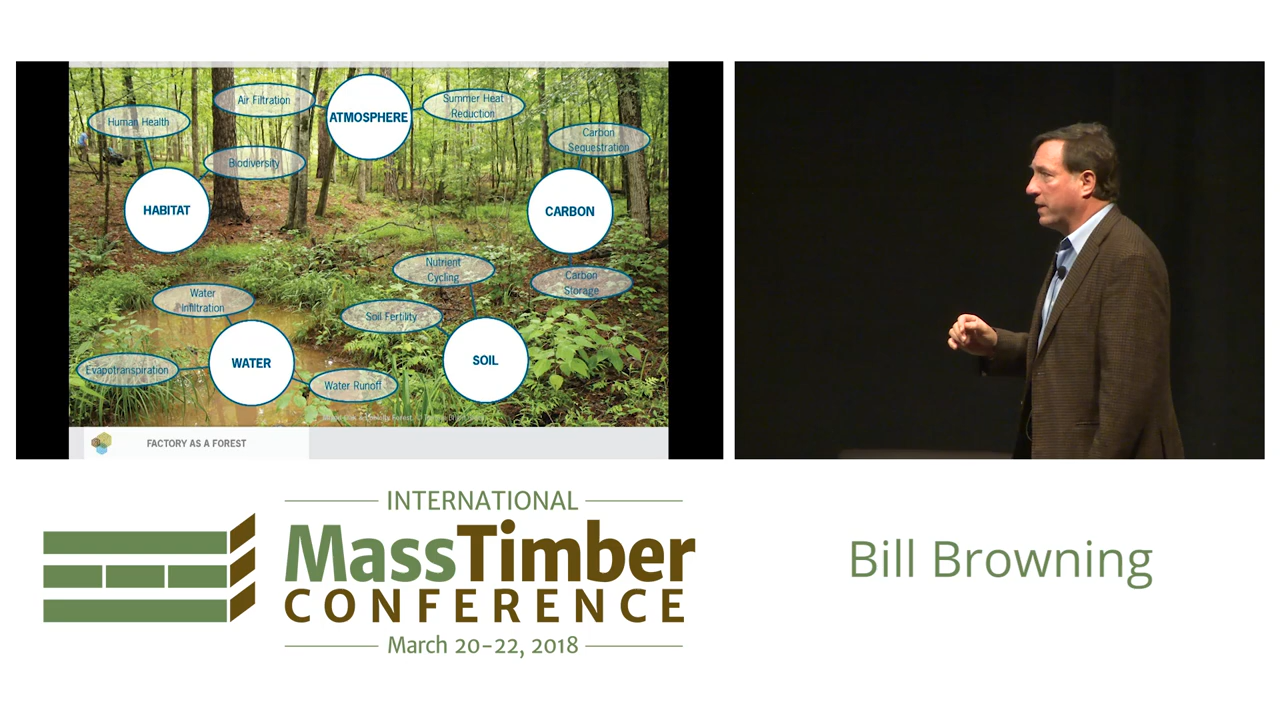 ATMOSPHERE
Air Filtration
Summer Heat
Reduction
Human Health
Biodiversity
HABITAT
Carbon
Sequestration
CARBON
Carbon
Storage
Nutrient
Cycling
Soil Fertility
SOIL
Water
Infiltration
WATER
Evapotranspiration
Water Runoff
FACTORY AS A FOREST
INTERNATIONAL
MassTimber
CONFERENCE
March 20–22, 2018
Bill Browning